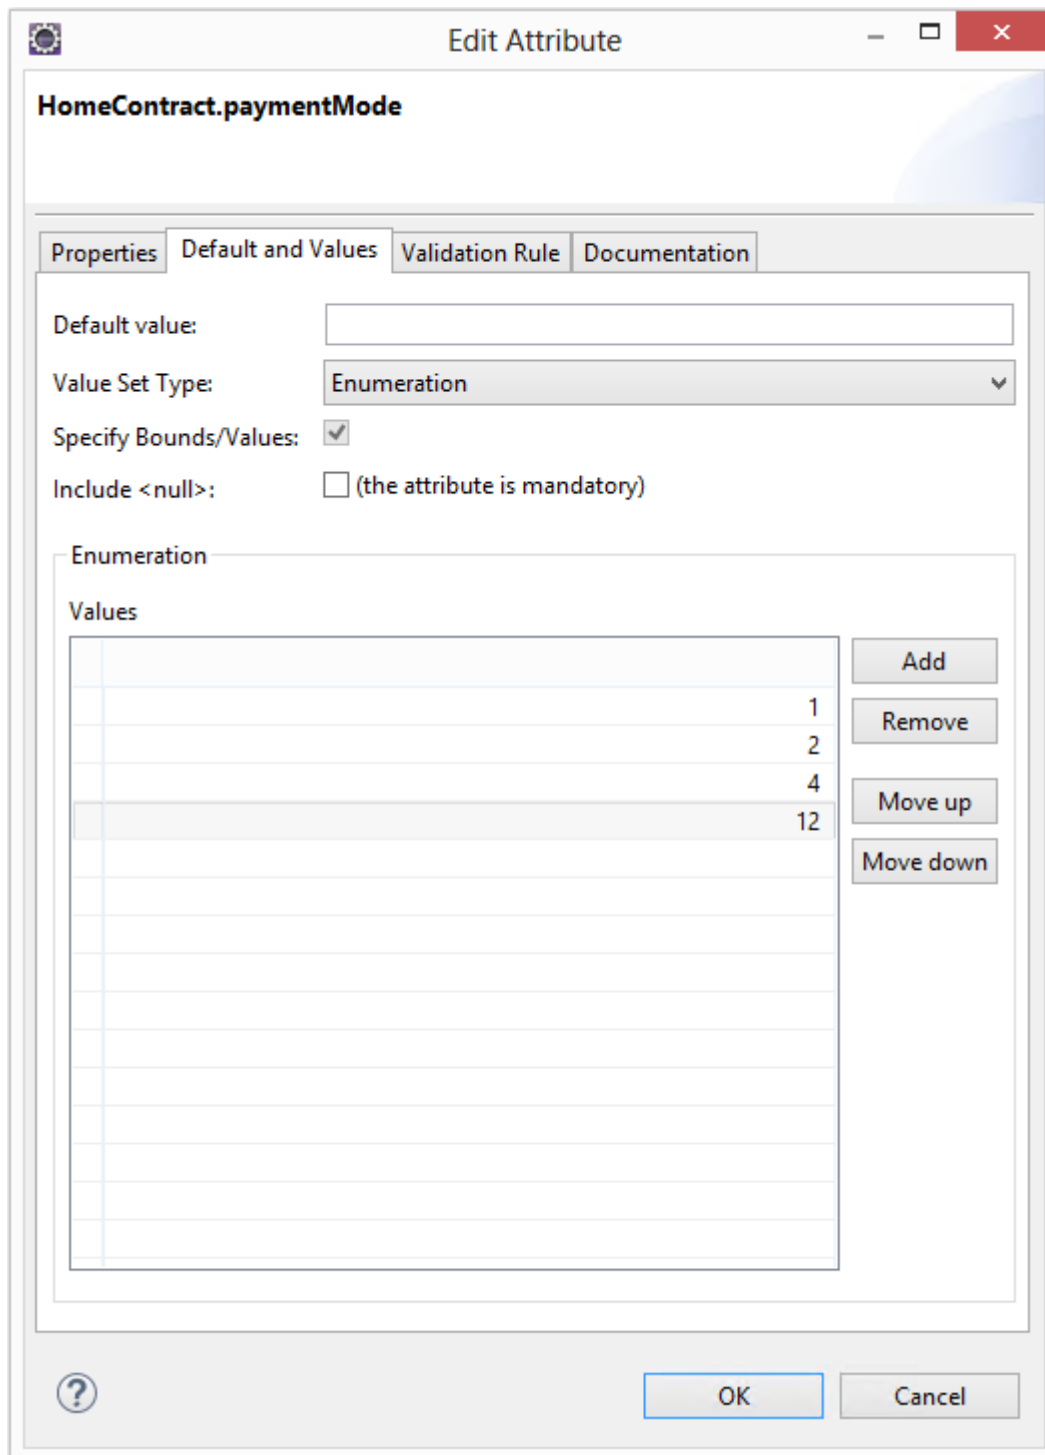 Edit Attribute
HomeContract.paymentMode
Properties Default and Values Validation Rule Documentation
Default value:
Value Set Type: Enumeration
Specify Bounds/Values:
Include <null>: (the attribute is mandatory)
Enumeration
Values
Add
1
Remove
2
4
Move up
12
Move down
? OK Cancel